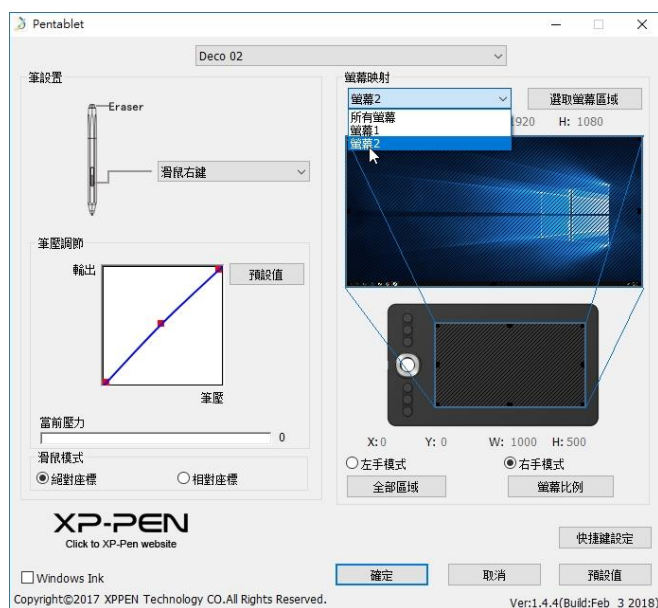 Pentablet
Deco 02
筆設置
Eraser
滑鼠右鍵
筆壓調節
輸出
預設值
筆壓
當前壓力
0
滑鼠模式
絕對座標
相對座標
螢幕映射
螢幕2
選取螢幕區域
所有螢幕
螢幕1
螢幕2
1920 H: 1080
X: 0 Y: 0 W: 1000 H: 500
左手模式
右手模式
全部區域
螢幕比例
XP-PEN
Click to XP-Pen website
快捷鍵設定
Windows Ink
確定
取消
預設值
Copyright©2017 XPPEN Technology CO.All Rights Reserved.
Ver:1.4.4(Build:Feb 3 2018)